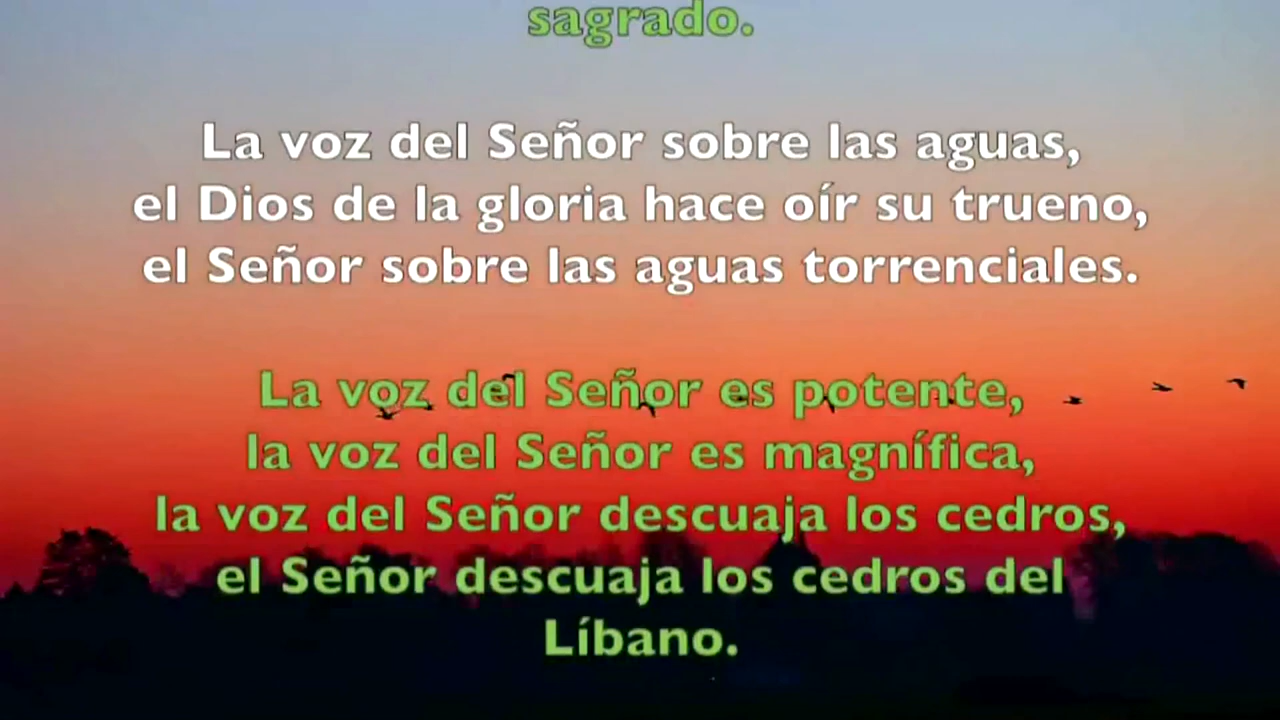 sagrado.
La voz del Señor sobre las aguas,
el Dios de la gloria hace oír su trueno,
el Señor sobre las aguas torrenciales.
La voz del Señor es potente,
la voz del Señor es magnífica,
la voz del Señor descuaja los cedros,
el Señor descuaja los cedros del
Líbano.